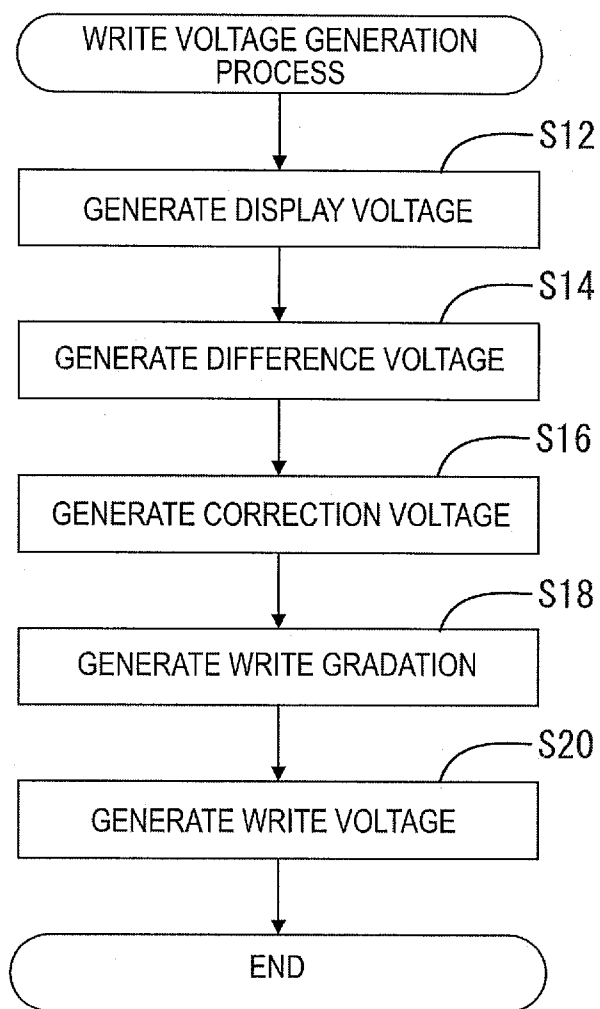 WRITE VOLTAGE GENERATION
PROCESS
S12
GENERATE DISPLAY VOLTAGE
S14
GENERATE DIFFERENCE VOLTAGE
S16
GENERATE CORRECTION VOLTAGE
S18
GENERATE WRITE GRADATION
S20
GENERATE WRITE VOLTAGE
END